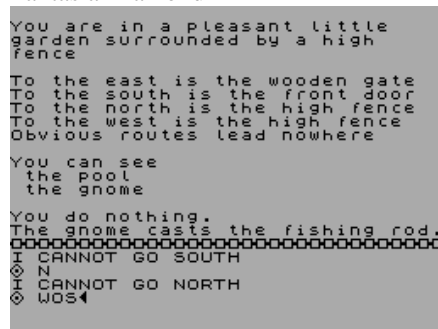 You are in a pleasant little
garden surrounded by a high
fence
To the east is the wooden gate
To the south is the front door
To the north is the high fence
To the west is the high fence
Obvious routes lead nowhere
You can see
the pool
the gnome
You do nothing.
The gnome casts the fishing rod.
I CANNOT GO SOUTH
N
I CANNOT GO NORTH
WOS